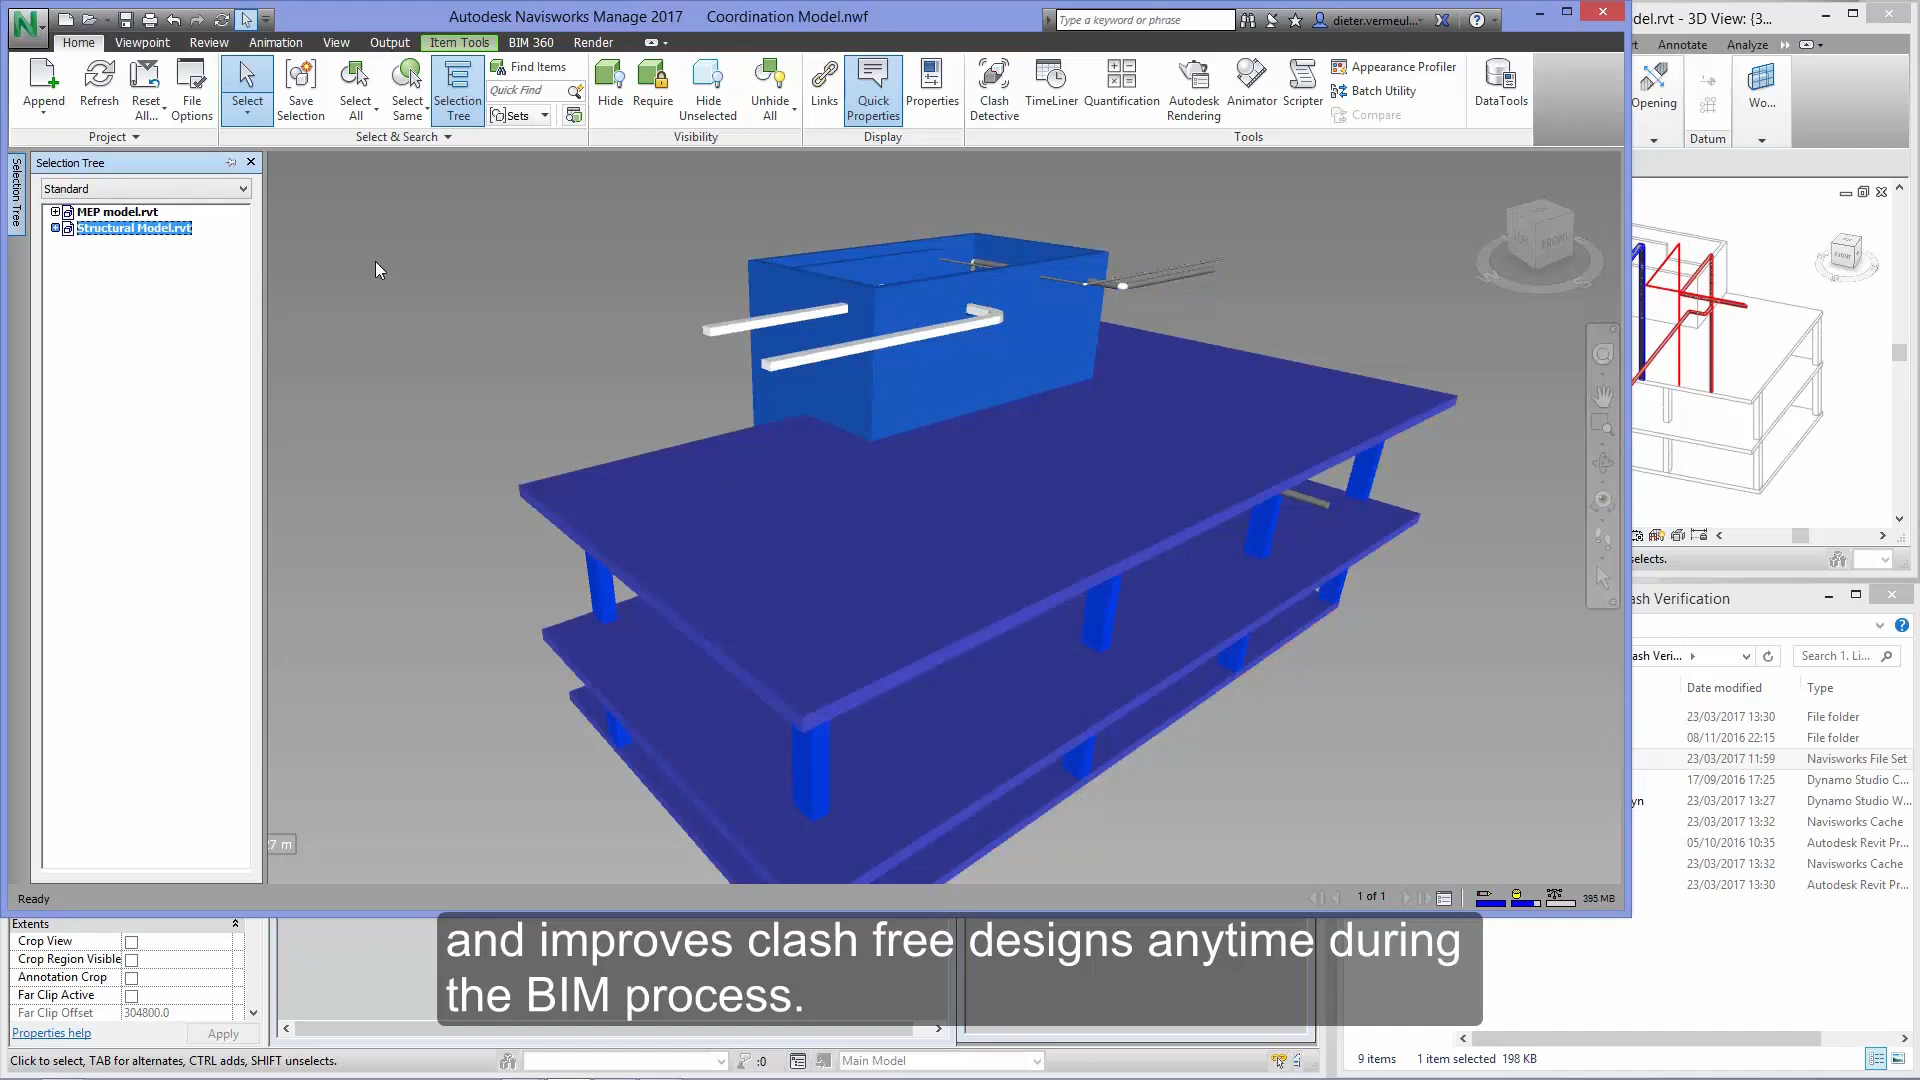 Autodesk Navisworks Manage 2017 Coordination Model.nwf
Type a keyword or phrase
dieter.vermeul...
Home Viewpoint Review Animation View Output Item Tools BIM 360 Render
Append
Refresh
Reset All...
File Options
Select
Save Selection
Select All
Select Same
Selection Tree
Find Items
Quick Find
Sets
Hide
Require
Hide Unselected
Unhide All
Links
Quick Properties
Properties
Clash Detective
TimeLiner
Quantification
Autodesk Rendering
Animator
Scripter
Appearance Profiler
Batch Utility
Compare
DataTools
Project
Select & Search
Visibility
Display
Tools
Selection Tree
Selection Tree
Standard
MEP model.rvt
Structural Model.rvt
FRONT
7 m
Ready
1 of 1
395 MB
del.rvt - 3D View: {3...
Annotate Analyze
Opening
Wo...
Datum
FRONT
selects.
ash Verification
ash Veri...
Search 1. Li...
Date modified Type
23/03/2017 13:30 File folder
08/11/2016 22:15 File folder
23/03/2017 11:59 Navisworks File Set
17/09/2016 17:25 Dynamo Studio C...
yn 23/03/2017 13:27 Dynamo Studio W...
23/03/2017 13:32 Navisworks Cache
05/10/2016 10:35 Autodesk Revit Pr...
23/03/2017 13:32 Navisworks Cache
23/03/2017 13:30 Autodesk Revit Pr...
Extents
Crop View
Crop Region Visible
Annotation Crop
Far Clip Active
Far Clip Offset 304800.0
Properties help Apply
and improves clash free designs anytime during
the BIM process.
Click to select, TAB for alternates, CTRL adds, SHIFT unselects.
:0
Main Model
9 items 1 item selected 198 KB